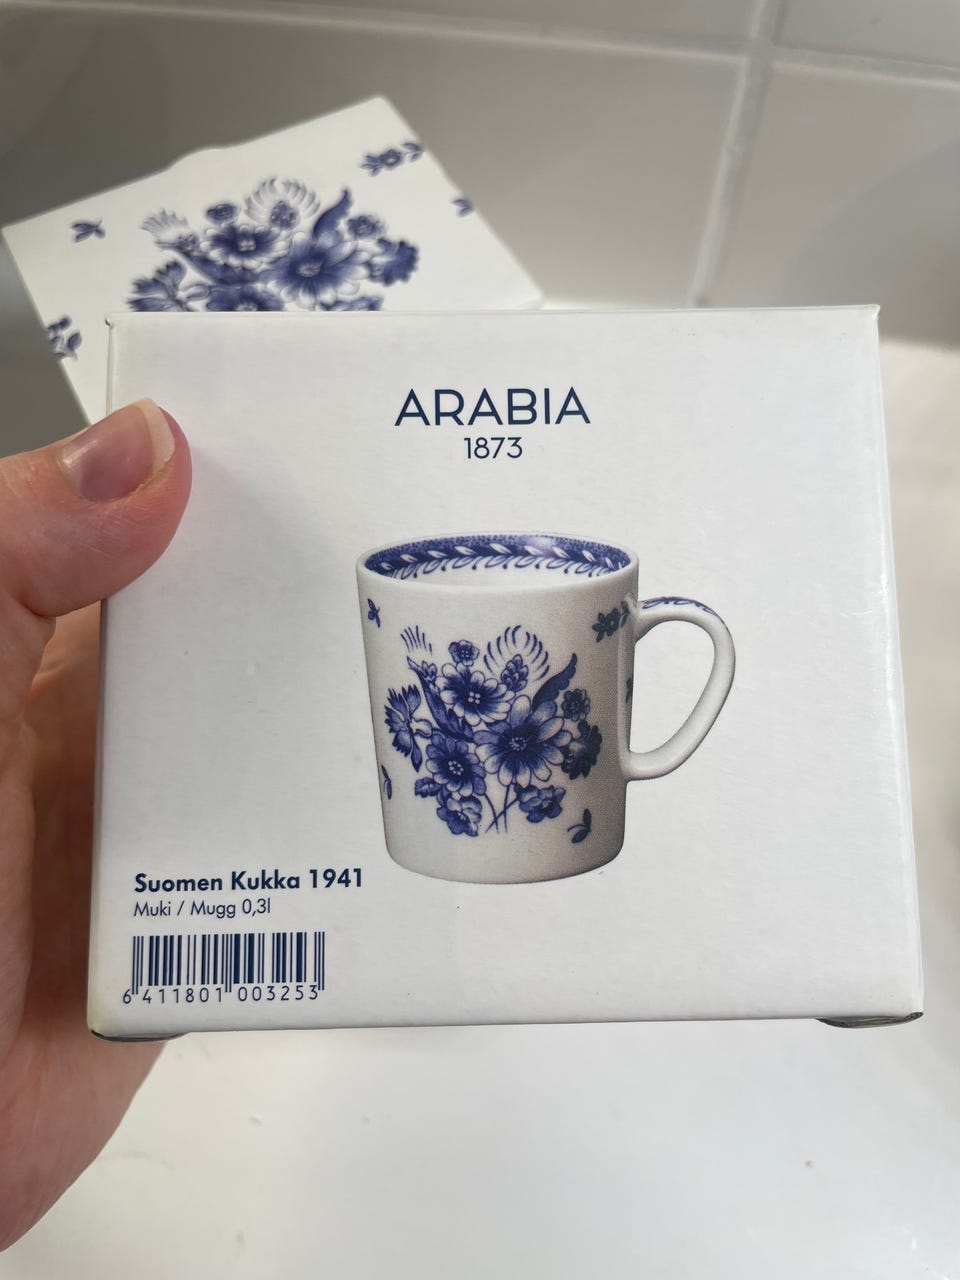 ARABIA
1873
Suomen Kukka 1941
Muki / Mugg 0,3l
6 411801 003253